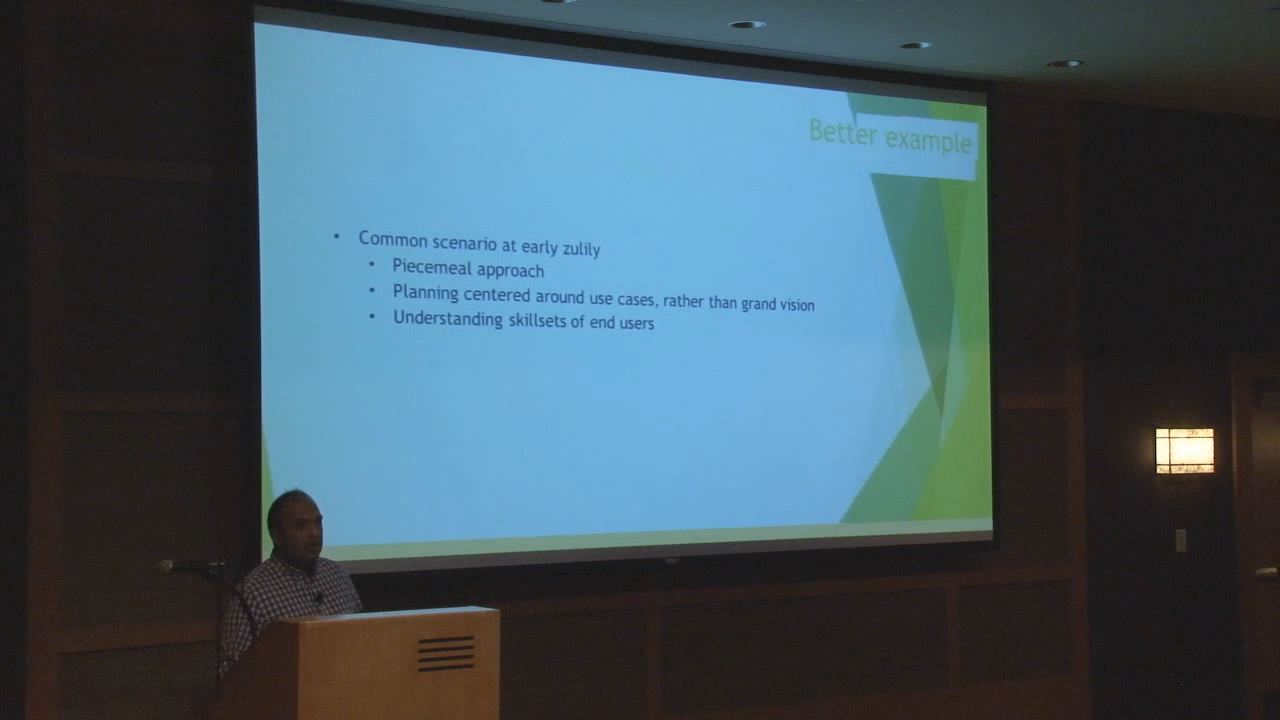 Better example
• Common scenario at early zulily
• Piecemeal approach
• Planning centered around use cases, rather than grand vision
• Understanding skillsets of end users